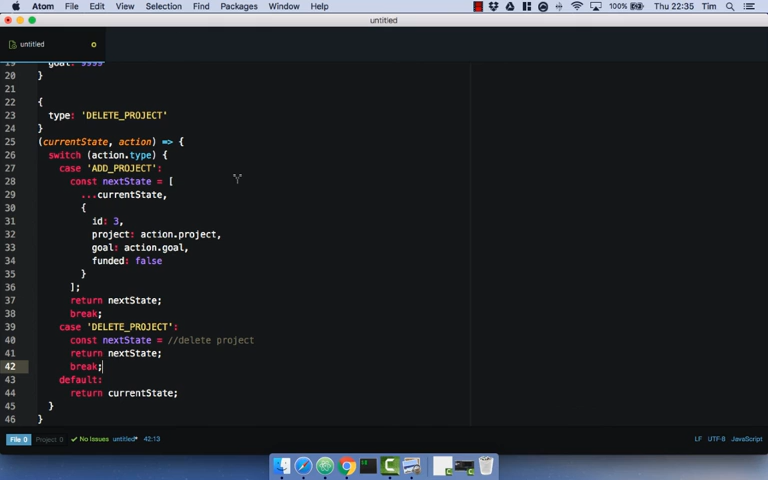 Atom File Edit View Selection Find Packages Window Help 100% Thu 22:35 Tim
untitled
untitled
19 goal: 9999
20 }
21
22 {
23 type: 'DELETE_PROJECT'
24 }
25 (currentState, action) => {
26 switch (action.type) {
27 case 'ADD_PROJECT':
28 const nextState = [
29 ...currentState,
30 {
31 id: 3,
32 project: action.project,
33 goal: action.goal,
34 funded: false
35 }
36 ];
37 return nextState;
38 break;
39 case 'DELETE_PROJECT':
40 const nextState = //delete project
41 return nextState;
42 break;
43 default:
44 return currentState;
45 }
46 }
File 0 Project 0 No Issues untitled* 42:13 LF UTF-8 JavaScript